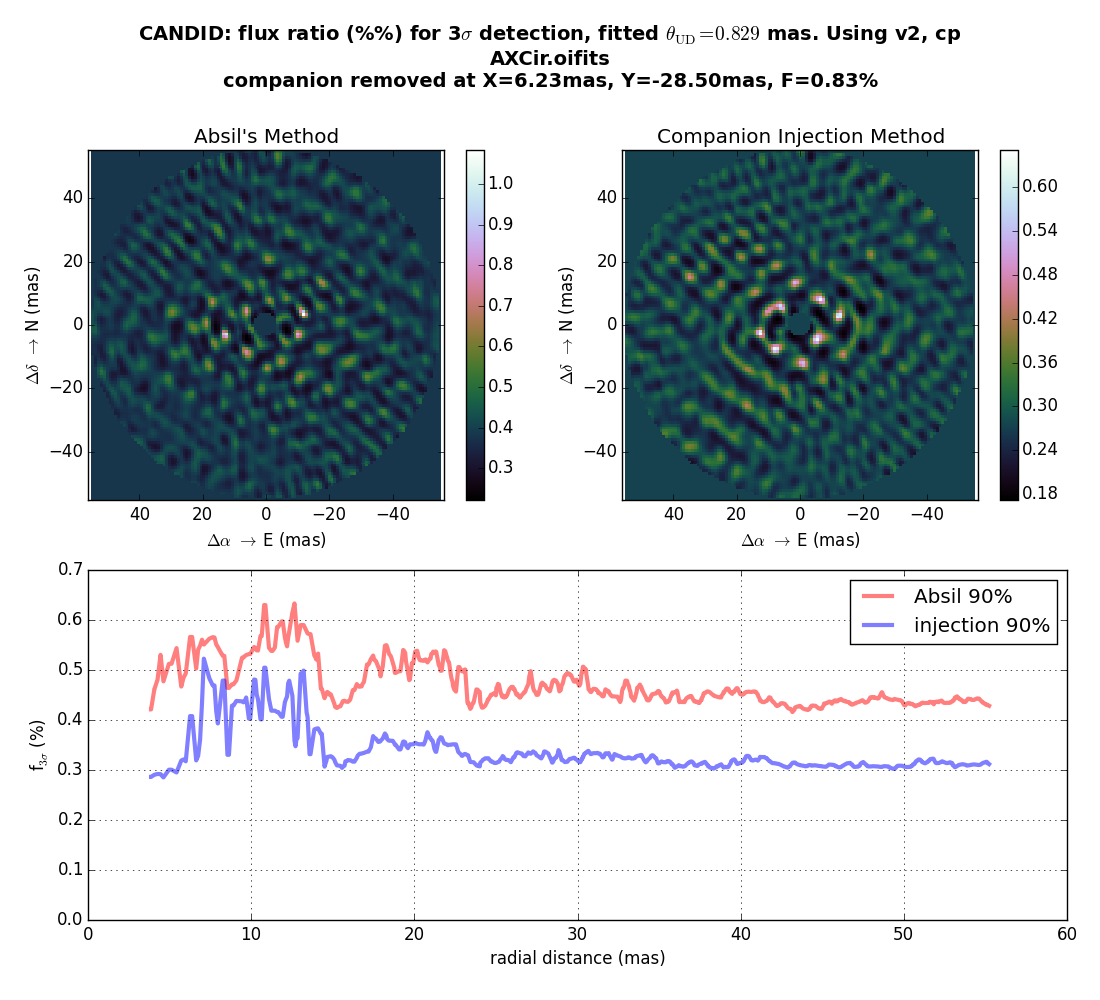 CANDID: flux ratio (%%) for 3σ detection, fitted θUD=0.829 mas. Using v2, cp
AXCir.oifits
companion removed at X=6.23mas, Y=-28.50mas, F=0.83%
Absil's Method
Companion Injection Method
40
20
0
−20
−40
Δδ → N (mas)
40 20 0 −20 −40
Δα → E (mas)
1.0
0.9
0.8
0.7
0.6
0.5
0.4
0.3
40
20
0
−20
−40
Δδ → N (mas)
40 20 0 −20 −40
Δα → E (mas)
0.60
0.54
0.48
0.42
0.36
0.30
0.24
0.18
0.7
0.6
0.5
0.4
0.3
0.2
0.1
0.0
f3σ (%)
Absil 90%
injection 90%
0 10 20 30 40 50 60
radial distance (mas)